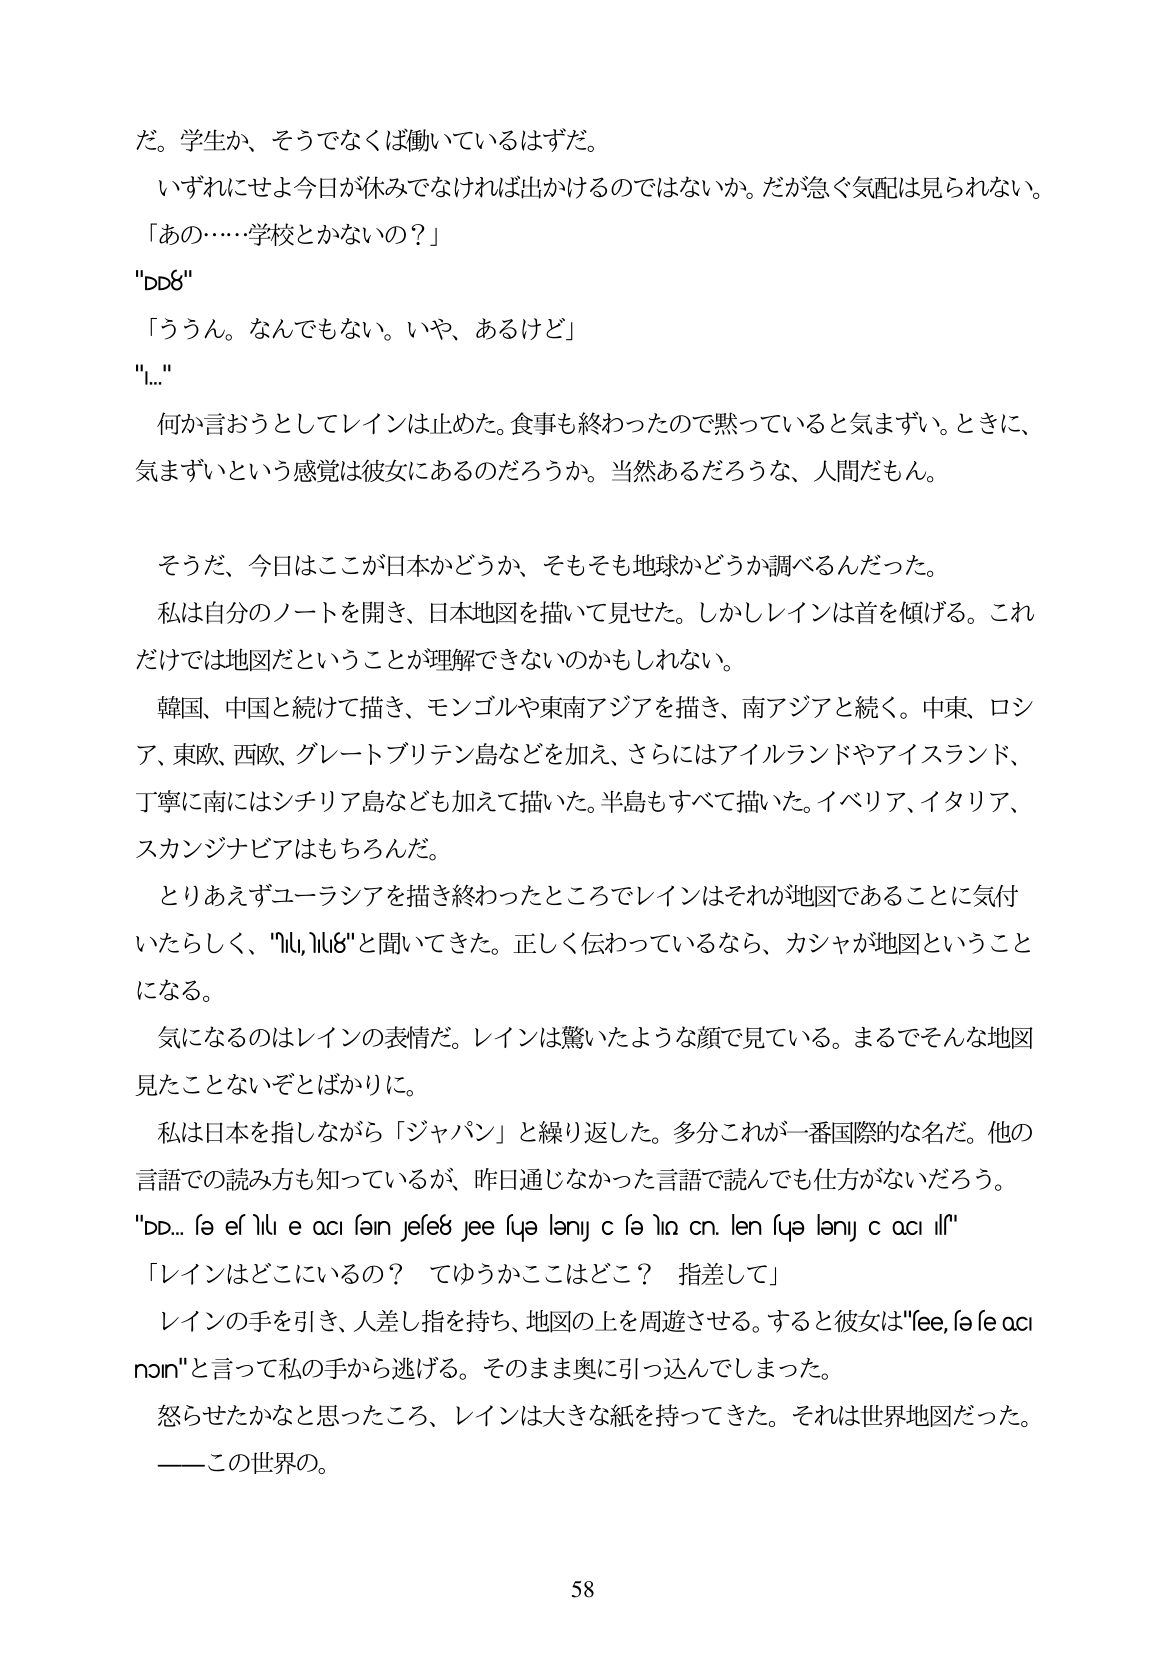 だ。学生か、そうでなくば働いているはずだ。
いずれにせよ今日が休みでなければ出かけるのではないか。だが急ぐ気配は見られない。
「あの……学校とかないの？」
「ううん。なんでもない。いや、あるけど」
何か言おうとしてレインは止めた。食事も終わったので黙っていると気まずい。ときに、
気まずいという感覚は彼女にあるのだろうか。当然あるだろうな、人間だもん。
そうだ、今日はここが日本かどうか、そもそも地球かどうか調べるんだった。
私は自分のノートを開き、日本地図を描いて見せた。しかしレインは首を傾げる。これ
だけでは地図だということが理解できないのかもしれない。
韓国、中国と続けて描き、モンゴルや東南アジアを描き、南アジアと続く。中東、ロシ
ア、東欧、西欧、グレートブリテン島などを加え、さらにはアイルランドやアイスランド、
丁寧に南にはシチリア島なども加えて描いた。半島もすべて描いた。イベリア、イタリア、
スカンジナビアはもちろんだ。
とりあえずユーラシアを描き終わったところでレインはそれが地図であることに気付
いたらしく、と聞いてきた。正しく伝わっているなら、カシャが地図ということ
になる。
気になるのはレインの表情だ。レインは驚いたような顔で見ている。まるでそんな地図
見たことないぞとばかりに。
私は日本を指しながら「ジャパン」と繰り返した。多分これが一番国際的な名だ。他の
言語での読み方も知っているが、昨日通じなかった言語で読んでも仕方がないだろう。
「レインはどこにいるの？　てゆうかここはどこ？　指差して」
レインの手を引き、人差し指を持ち、地図の上を周遊させる。すると彼女は
と言って私の手から逃げる。そのまま奥に引っ込んでしまった。
怒らせたかなと思ったころ、レインは大きな紙を持ってきた。それは世界地図だった。
――この世界の。
58